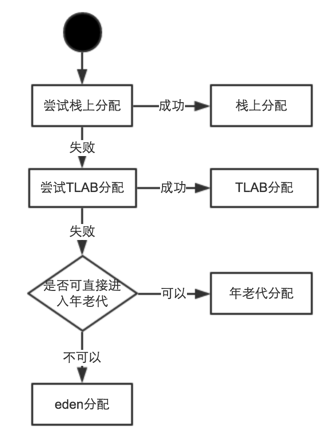 尝试栈上分配
成功
栈上分配
失败
尝试TLAB分配
成功
TLAB分配
失败
是否可直接进
入年老代
可以
年老代分配
不可以
eden分配